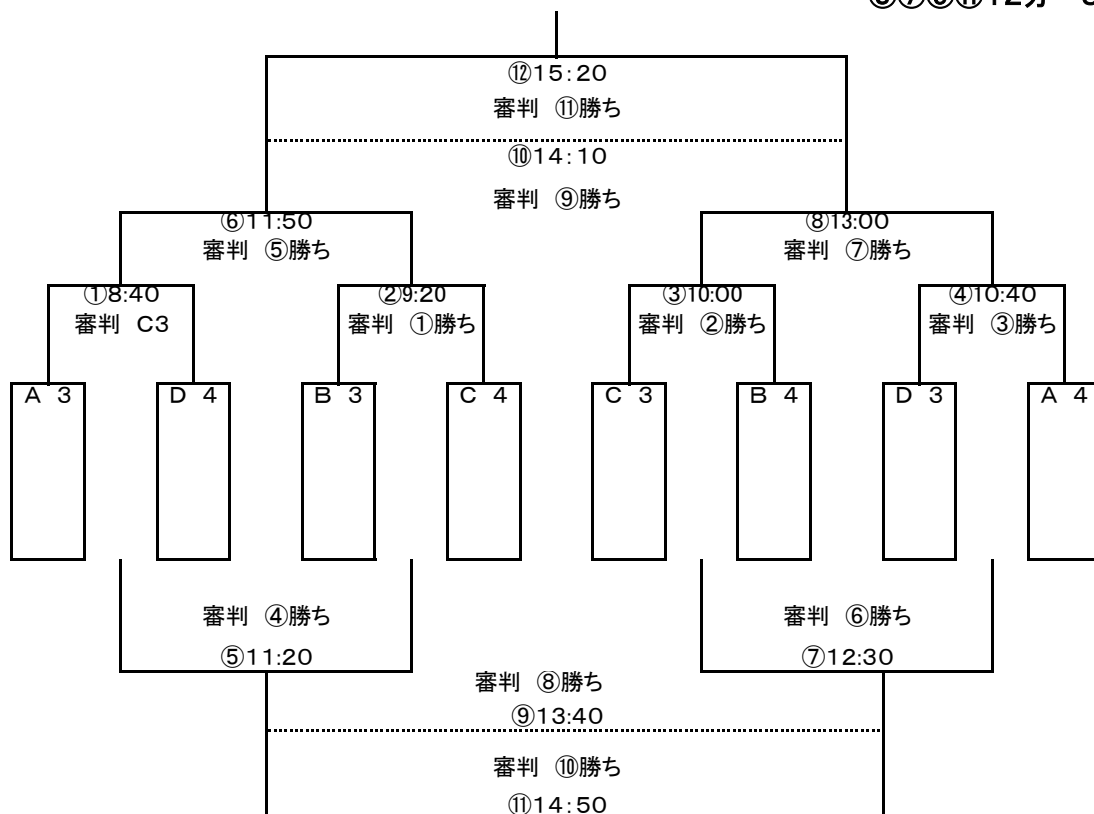 ⑫15:20
審判 ⑪勝ち
⑩14:10
審判 ⑨勝ち
⑥11:50
審判 ⑤勝ち
⑧13:00
審判 ⑦勝ち
①8:40
審判 C3
②9:20
審判 ①勝ち
③10:00
審判 ②勝ち
④10:40
審判 ③勝ち
A 3
D 4
B 3
C 4
C 3
B 4
D 3
A 4
審判 ④勝ち
⑤11:20
審判 ⑥勝ち
⑦12:30
審判 ⑧勝ち
⑨13:40
審判 ⑩勝ち
⑪14:50